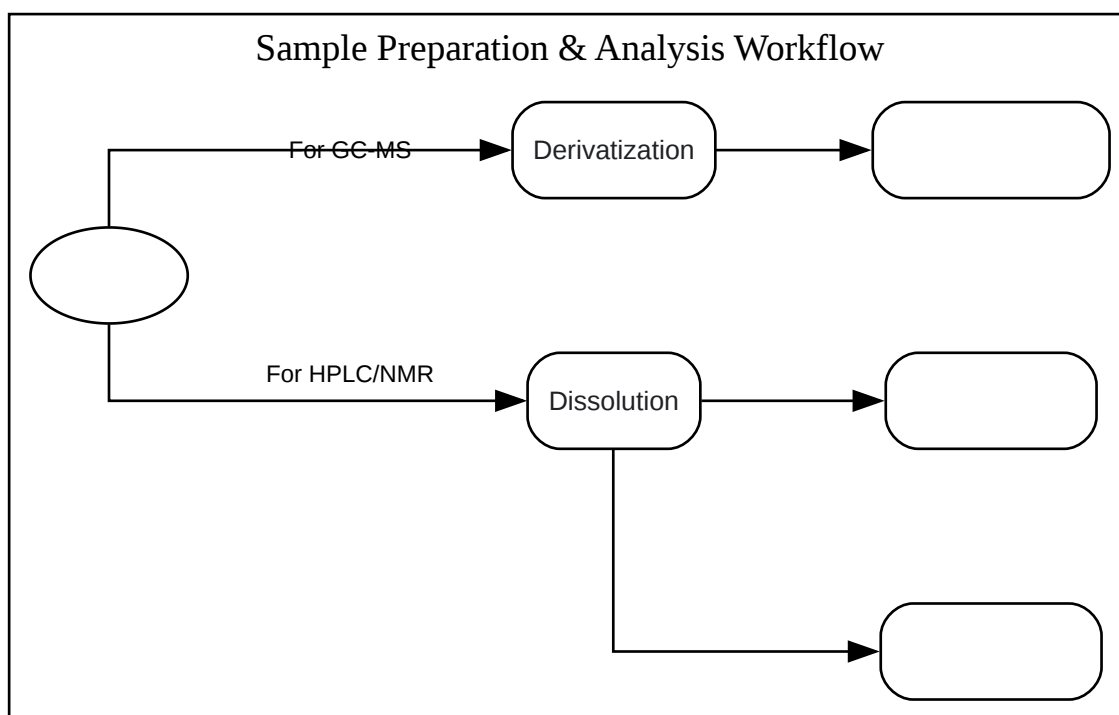 Sample Preparation & Analysis Workflow
For GC-MS
Derivatization
For HPLC/NMR
Dissolution